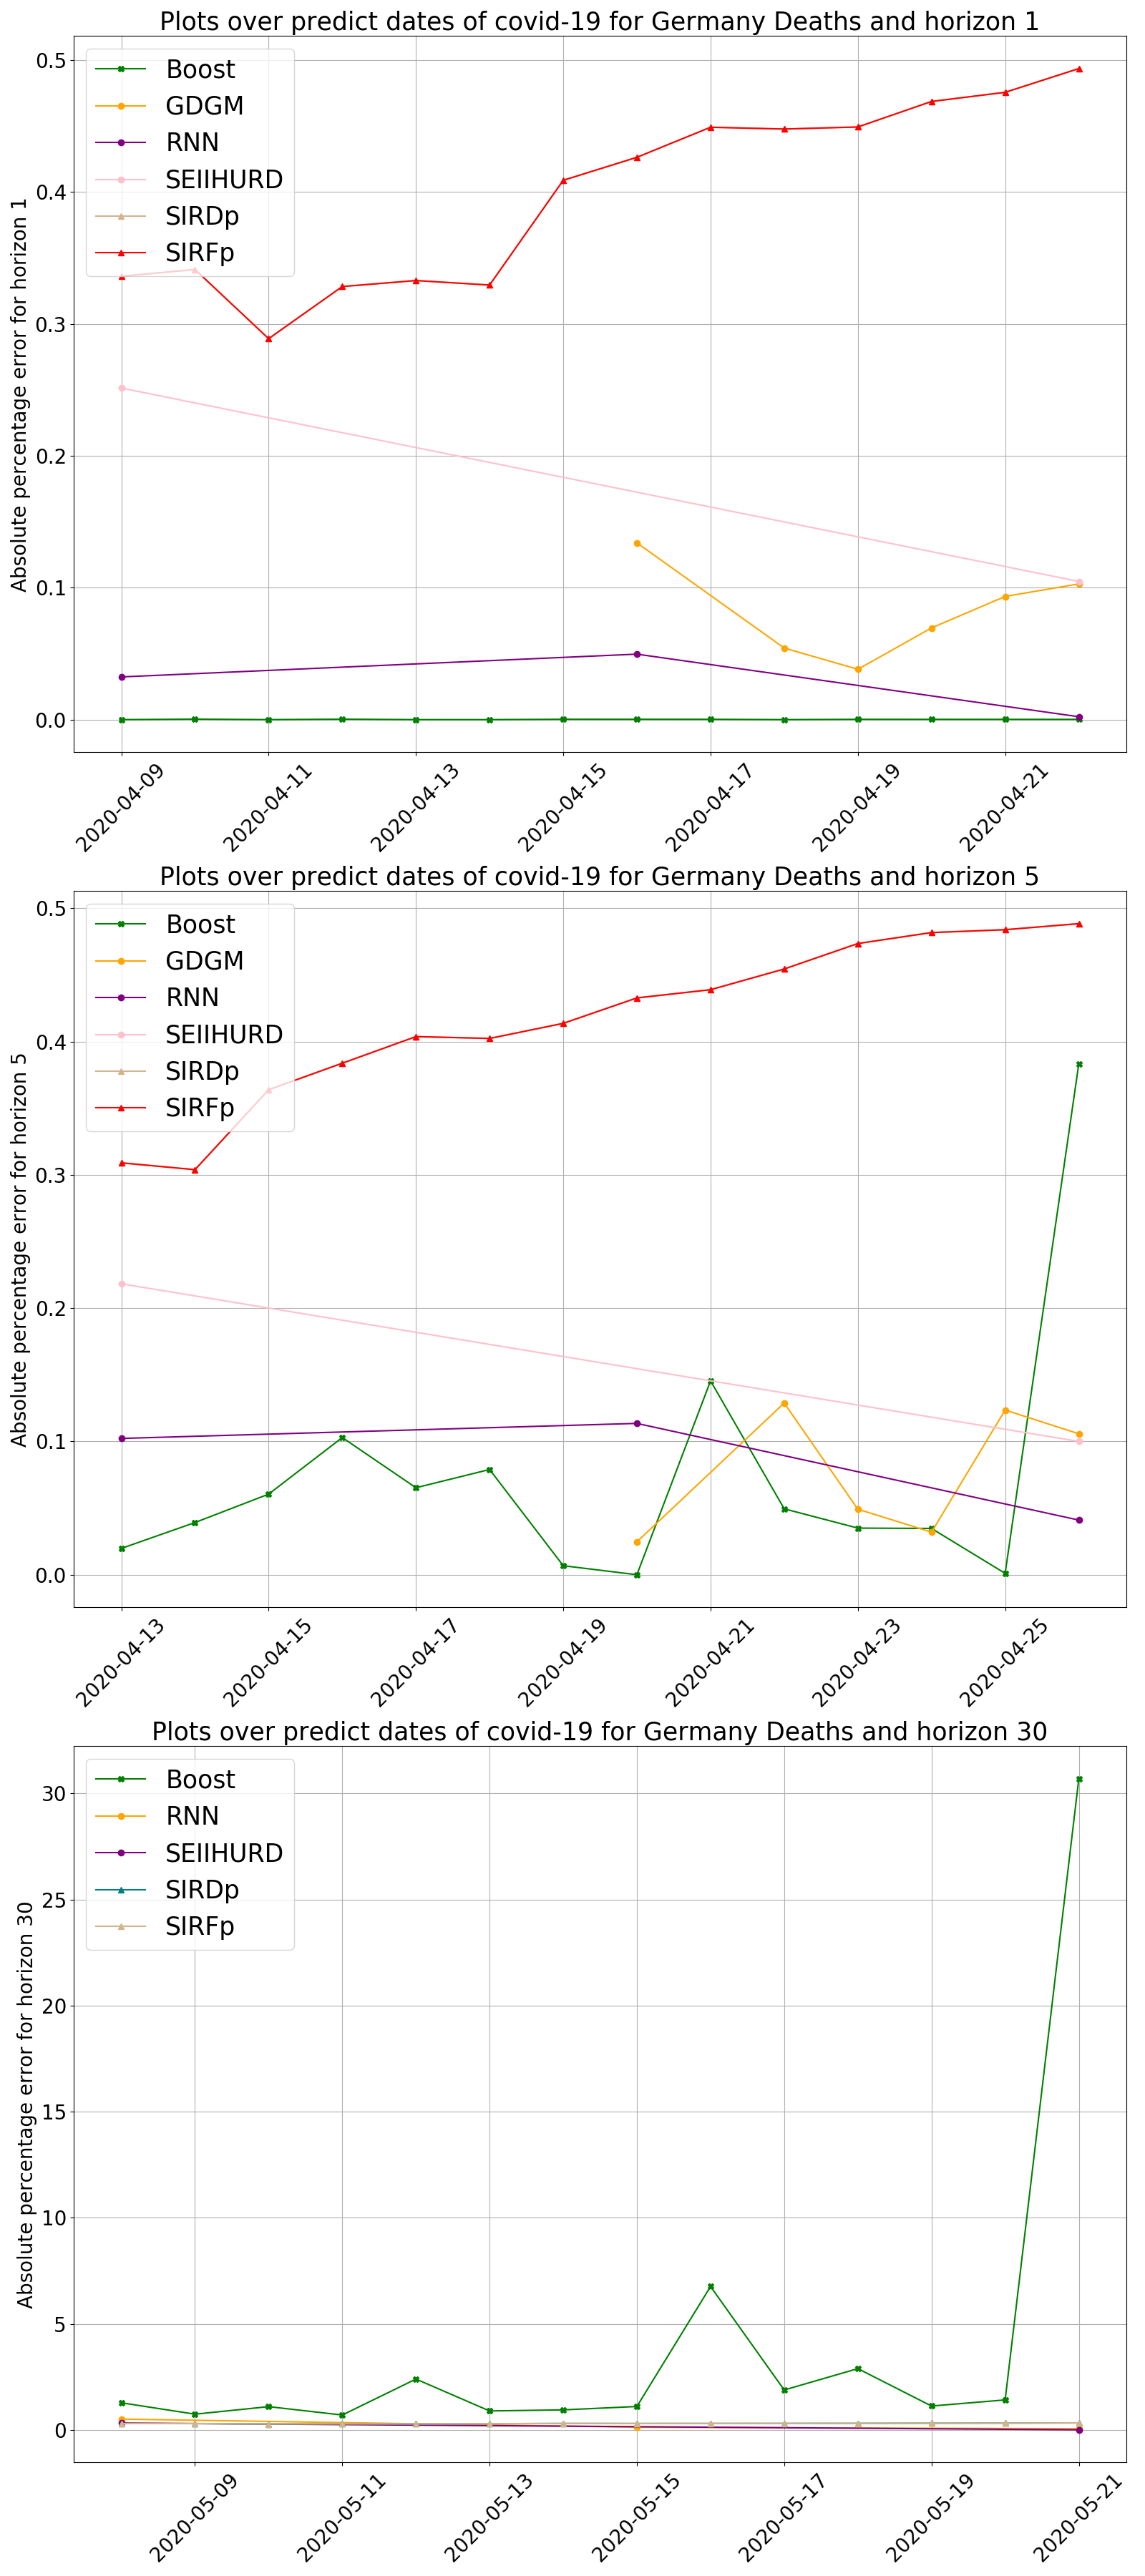 Plots over predict dates of covid-19 for Germany Deaths and horizon 1
Absolute percentage error for horizon 1
0.5
0.4
0.3
0.2
0.1
0.0
Boost
GDGM
RNN
SEIIHURD
SIRDp
SIRFp
2020-04-09
2020-04-11
2020-04-13
2020-04-15
2020-04-17
2020-04-19
2020-04-21
Plots over predict dates of covid-19 for Germany Deaths and horizon 5
Absolute percentage error for horizon 5
0.5
0.4
0.3
0.2
0.1
0.0
Boost
GDGM
RNN
SEIIHURD
SIRDp
SIRFp
2020-04-13
2020-04-15
2020-04-17
2020-04-19
2020-04-21
2020-04-23
2020-04-25
Plots over predict dates of covid-19 for Germany Deaths and horizon 30
Absolute percentage error for horizon 30
30
25
20
15
10
5
0
Boost
RNN
SEIIHURD
SIRDp
SIRFp
2020-05-09
2020-05-11
2020-05-13
2020-05-15
2020-05-17
2020-05-19
2020-05-21